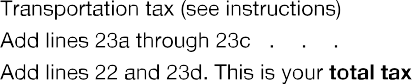 Transportation tax (see instructions)
Add lines 23a through 23c . . .
Add lines 22 and 23d. This is your total tax